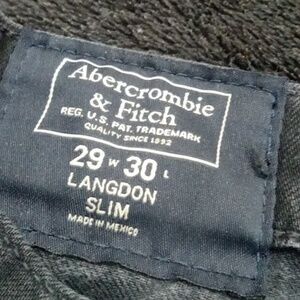 Abercrombie
& Fitch
REG. U.S. PAT. TRADEMARK
QUALITY SINCE 1892
29 W 30 L
LANGDON
SLIM
MADE IN MEXICO